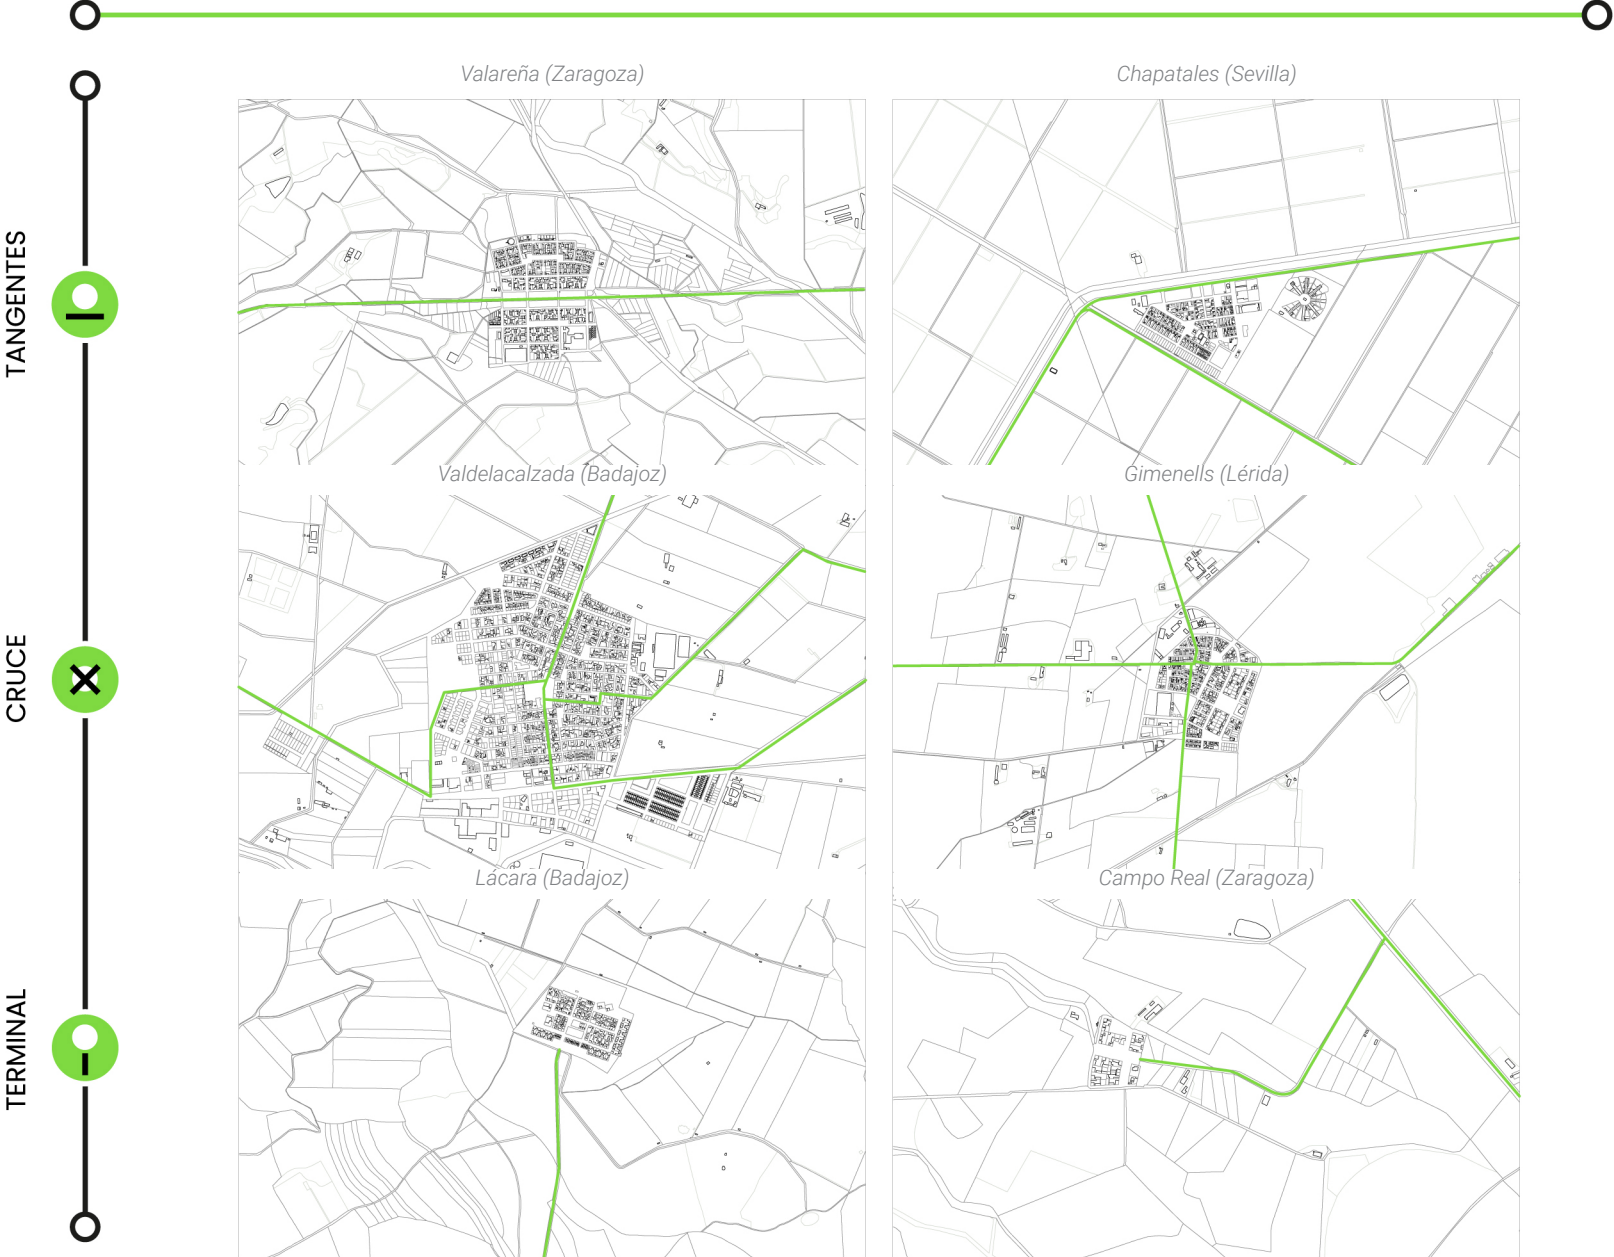 Valareña (Zaragoza)
Chapatales (Sevilla)
TANGENTES
Valdelacalzada (Badajoz)
Gimenells (Lérida)
CRUCE
Lácara (Badajoz)
Campo Real (Zaragoza)
TERMINAL